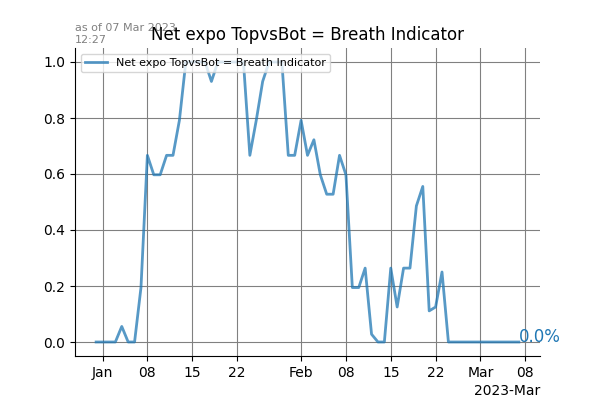 as of 07 Mar 2023
12:27
Net expo TopvsBot = Breath Indicator
Net expo TopvsBot = Breath Indicator
1.0
0.8
0.6
0.4
0.2
0.0
0.0%
Jan 08 15 22 Feb 08 15 22 Mar 08
2023-Mar